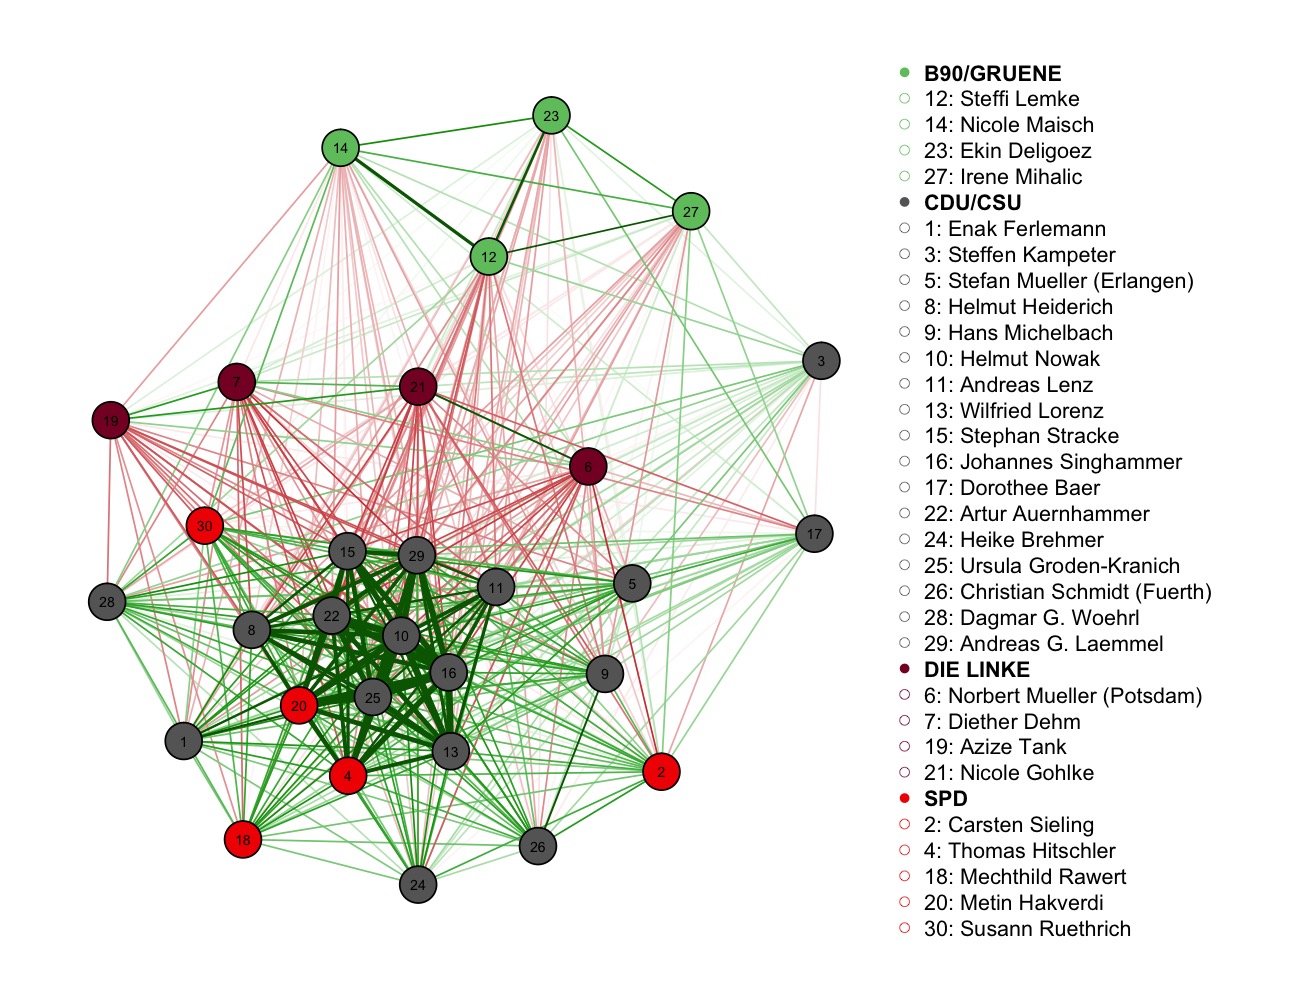 23
14
27
12
3
7
21
19
6
30
17
15
29
5
11
28
22
8
10
16
9
25
20
1
13
2
4
18
26
24
B90/GRUENE
12: Steffi Lemke
14: Nicole Maisch
23: Ekin Deligoez
27: Irene Mihalic
CDU/CSU
1: Enak Ferlemann
3: Steffen Kampeter
5: Stefan Mueller (Erlangen)
8: Helmut Heiderich
9: Hans Michelbach
10: Helmut Nowak
11: Andreas Lenz
13: Wilfried Lorenz
15: Stephan Stracke
16: Johannes Singhammer
17: Dorothee Baer
22: Artur Auernhammer
24: Heike Brehmer
25: Ursula Groden-Kranich
26: Christian Schmidt (Fuerth)
28: Dagmar G. Woehrl
29: Andreas G. Laemmel
DIE LINKE
6: Norbert Mueller (Potsdam)
7: Diether Dehm
19: Azize Tank
21: Nicole Gohlke
SPD
2: Carsten Sieling
4: Thomas Hitschler
18: Mechthild Rawert
20: Metin Hakverdi
30: Susann Ruethrich